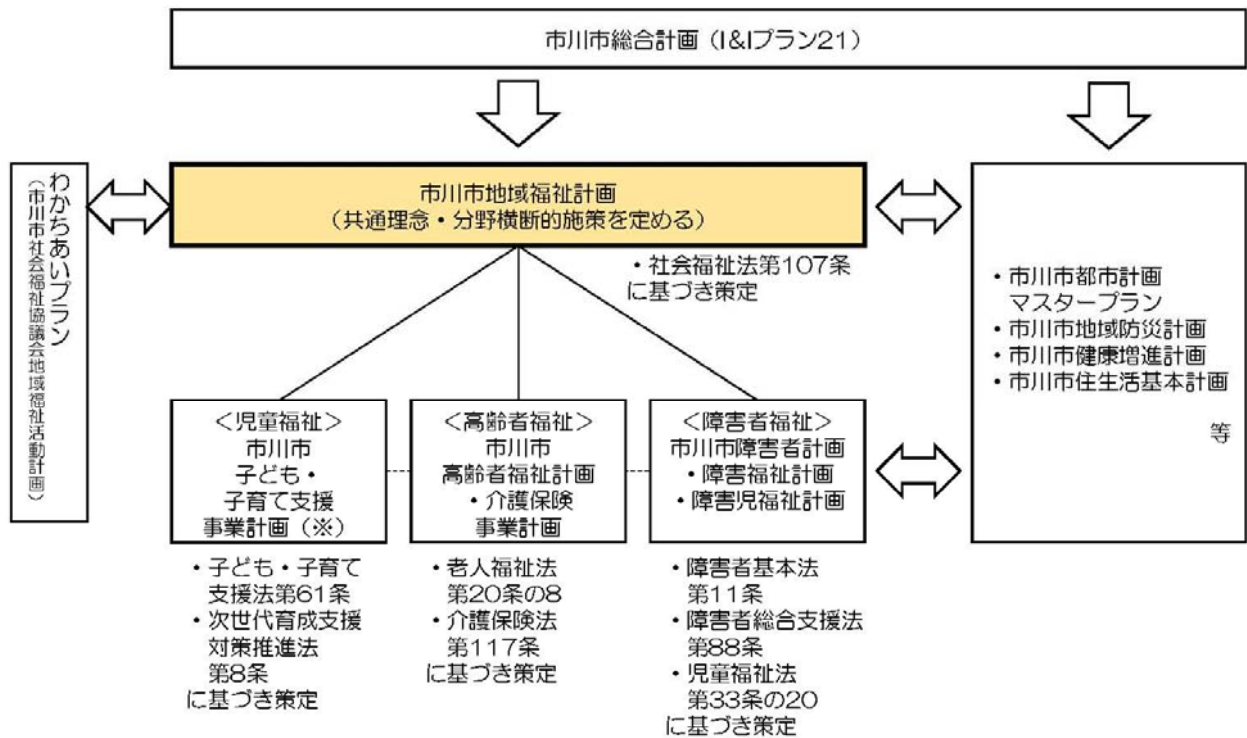 市川市総合計画（I&Iプラン21）
わかちあいプラン
（市川市社会福祉協議会地域福祉活動計画）
市川市地域福祉計画
（共通理念・分野横断的施策を定める）
・社会福祉法第107条
に基づき策定
・市川市都市計画
マスタープラン
・市川市地域防災計画
・市川市健康増進計画
・市川市住生活基本計画
等
＜児童福祉＞
市川市
子ども・
子育て支援
事業計画（※）
＜高齢者福祉＞
市川市
高齢者福祉計画
・介護保険
事業計画
＜障害者福祉＞
市川市障害者計画
・障害福祉計画
・障害児福祉計画
・子ども・子育て
支援法第61条
・次世代育成支援
対策推進法
第8条
に基づき策定
・老人福祉法
第20条の8
・介護保険法
第117条
に基づき策定
・障害者基本法
第11条
・障害者総合支援法
第88条
・児童福祉法
第33条の20
に基づき策定